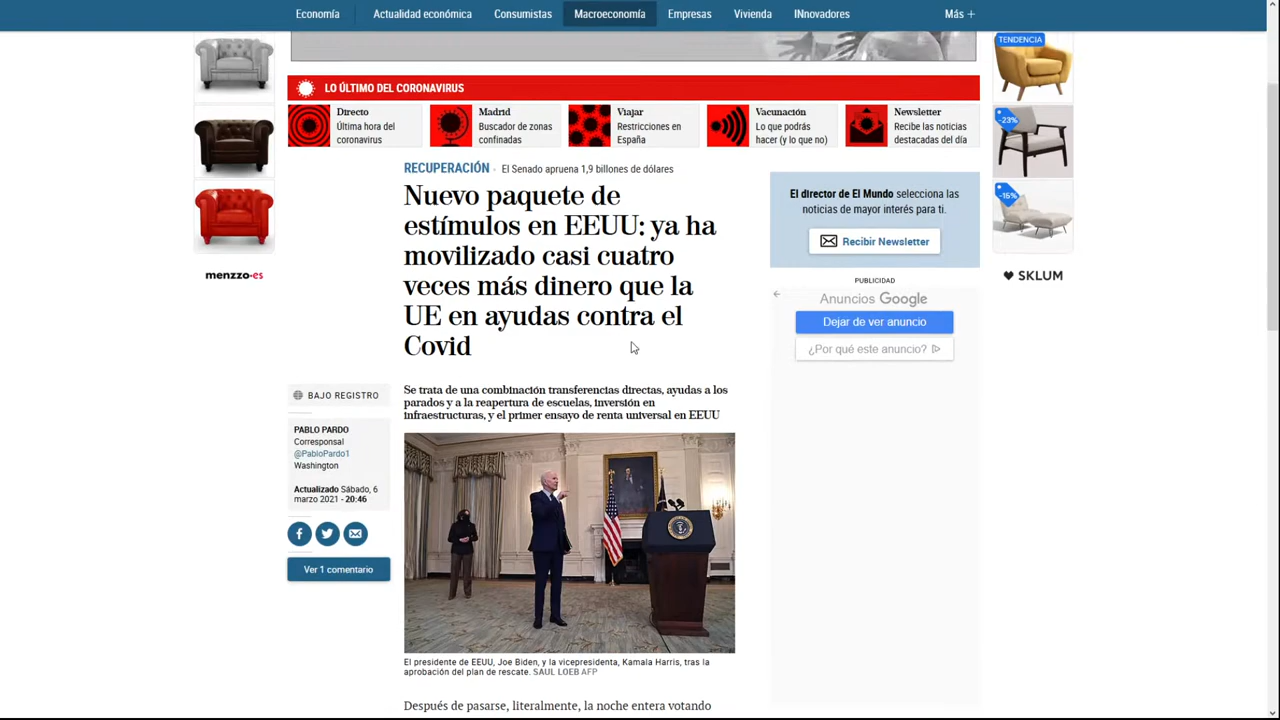 Economía Actualidad económica Consumistas Macroeconomía Empresas Vivienda INnovadores Más +
LO ÚLTIMO DEL CORONAVIRUS
Directo
Última hora del
coronavirus
Madrid
Buscador de zonas
confinadas
Viajar
Restricciones en
España
Vacunación
Lo que podrás
hacer (y lo que no)
Newsletter
Recibe las noticias
destacadas del día
menzzo·es
RECUPERACIÓN · El Senado apruena 1,9 billones de dólares
Nuevo paquete de
estímulos en EEUU: ya ha
movilizado casi cuatro
veces más dinero que la
UE en ayudas contra el
Covid
Se trata de una combinación transferencias directas, ayudas a los
parados y a la reapertura de escuelas, inversión en
infraestructuras, y el primer ensayo de renta universal en EEUU
BAJO REGISTRO
PABLO PARDO
Corresponsal
@PabloPardo1
Washington
Actualizado Sábado, 6
marzo 2021 - 20:46
Ver 1 comentario
El presidente de EEUU, Joe Biden, y la vicepresidenta, Kamala Harris, tras la
aprobación del plan de rescate. SAUL LOEB AFP
Después de pasarse, literalmente, la noche entera votando
El director de El Mundo selecciona las
noticias de mayor interés para ti.
Recibir Newsletter
PUBLICIDAD
Anuncios Google
Dejar de ver anuncio
¿Por qué este anuncio?
TENDENCIA
-23%
-16%
SKLUM